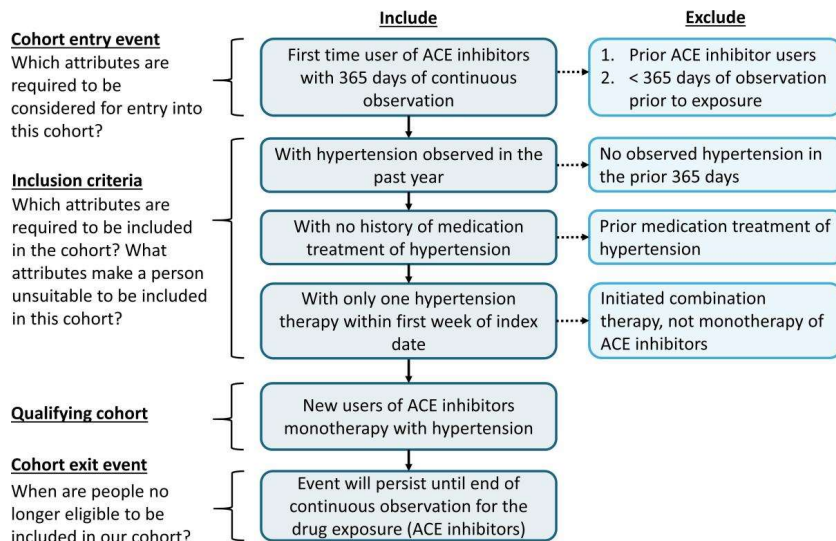 Include
Exclude
Cohort entry event
Which attributes are
required to be
considered for entry into
this cohort?
First time user of ACE inhibitors
with 365 days of continuous
observation
1. Prior ACE inhibitor users
2. < 365 days of observation
prior to exposure
Inclusion criteria
Which attributes are
required to be included
in the cohort? What
attributes make a person
unsuitable to be included
in this cohort?
With hypertension observed in the
past year
No observed hypertension in
the prior 365 days
With no history of medication
treatment of hypertension
Prior medication treatment of
hypertension
With only one hypertension
therapy within first week of index
date
Initiated combination
therapy, not monotherapy of
ACE inhibitors
Qualifying cohort
New users of ACE inhibitors
monotherapy with hypertension
Cohort exit event
When are people no
longer eligible to be
included in our cohort?
Event will persist until end of
continuous observation for the
drug exposure (ACE inhibitors)